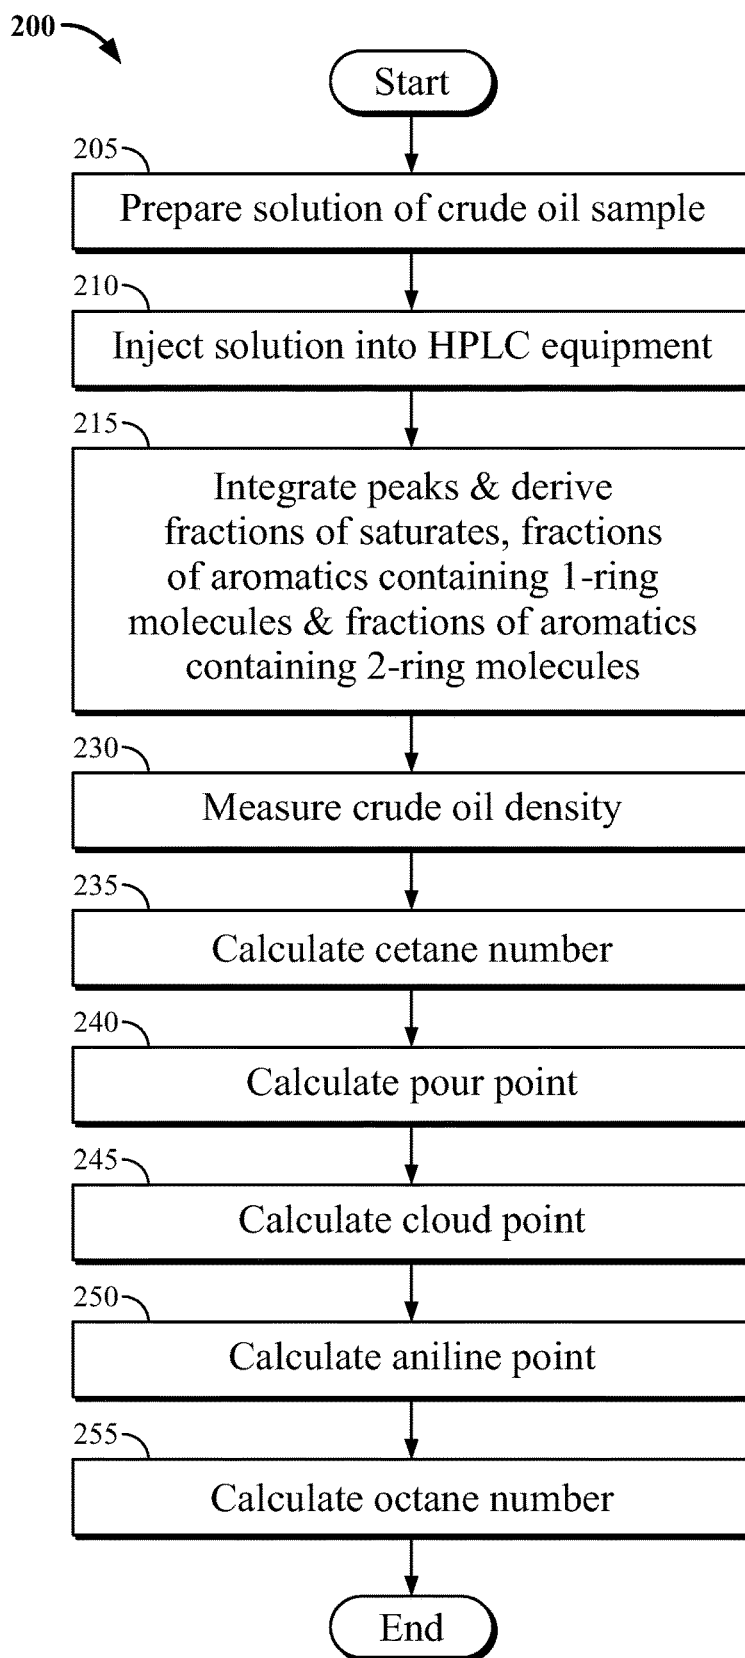 200
Start
205
Prepare solution of crude oil sample
210
Inject solution into HPLC equipment
215
Integrate peaks & derive
fractions of saturates, fractions
of aromatics containing 1-ring
molecules & fractions of aromatics
containing 2-ring molecules
230
Measure crude oil density
235
Calculate cetane number
240
Calculate pour point
245
Calculate cloud point
250
Calculate aniline point
255
Calculate octane number
End